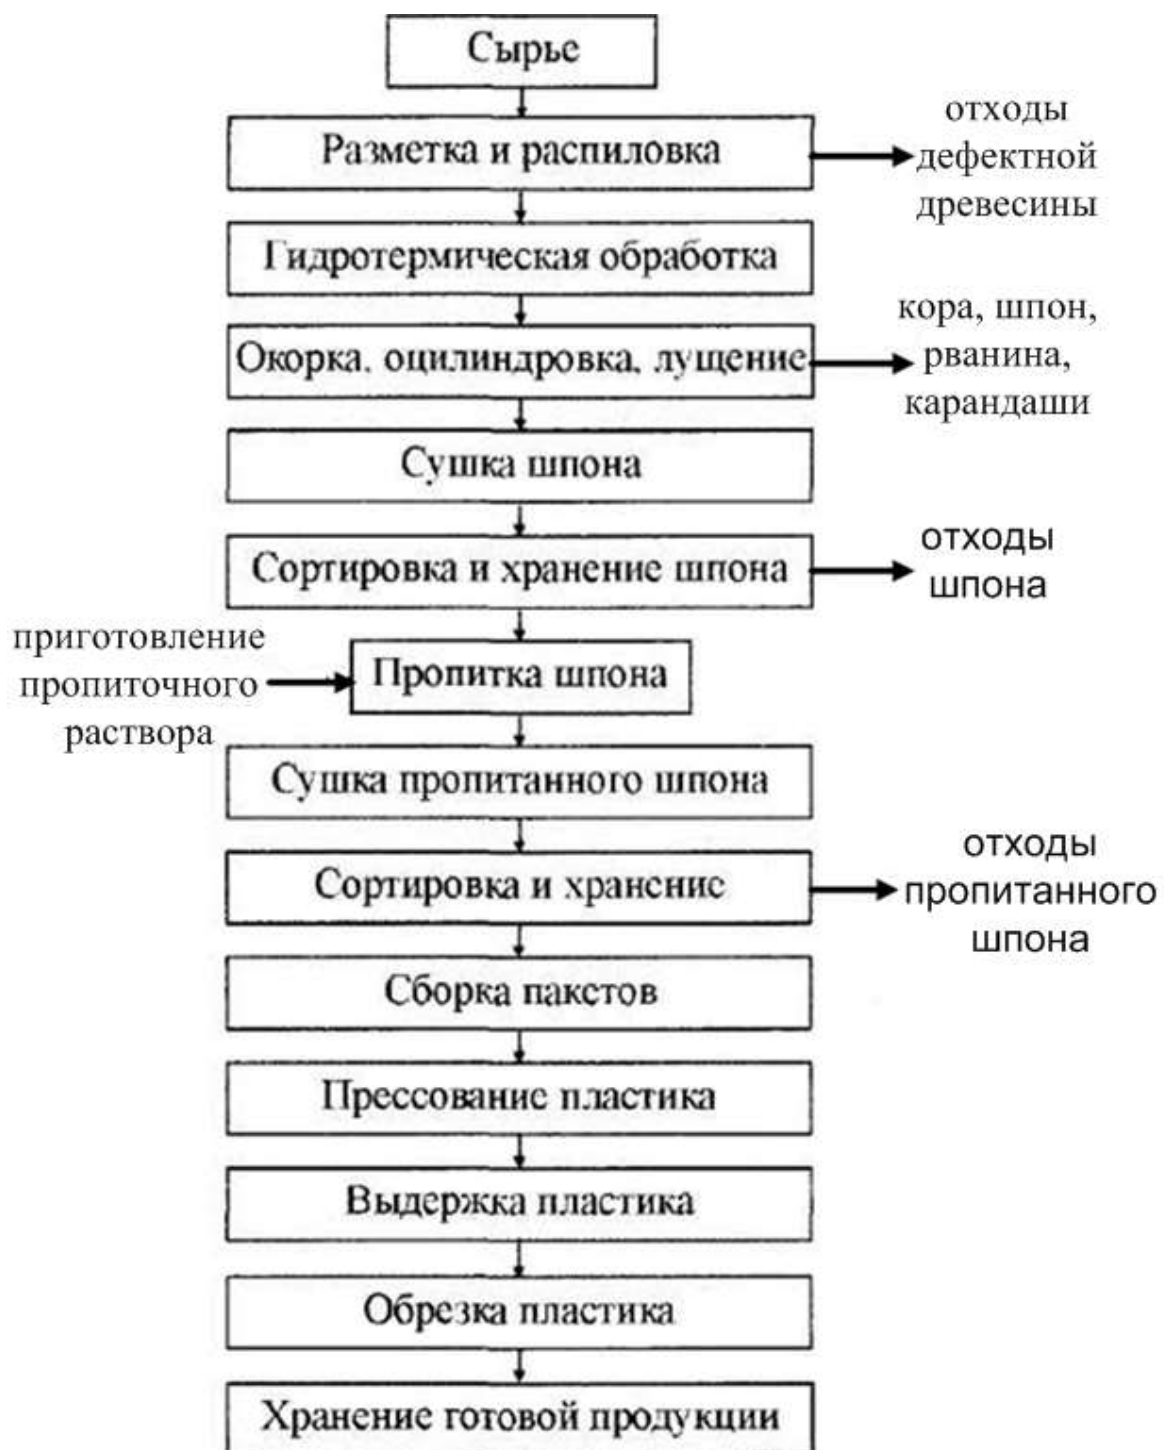 Сырье
Разметка и распиловка
отходы
дефектной
древесины
Гидротермическая обработка
Окорка, оцилиндровка, лущение
кора, шпон,
рванина,
карандаши
Сушка шпона
Сортировка и хранение шпона
отходы
шпона
приготовление
пропиточного
раствора
Пропитка шпона
Сушка пропитанного шпона
Сортировка и хранение
отходы
пропитанного
шпона
Сборка пакетов
Прессование пластика
Выдержка пластика
Обрезка пластика
Хранение готовой продукции